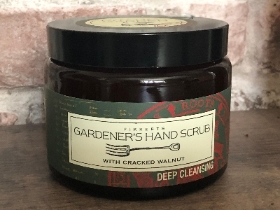 GARDENER'S HAND SCRUB
WITH CRACKED WALNUT
DEEP CLEANSING